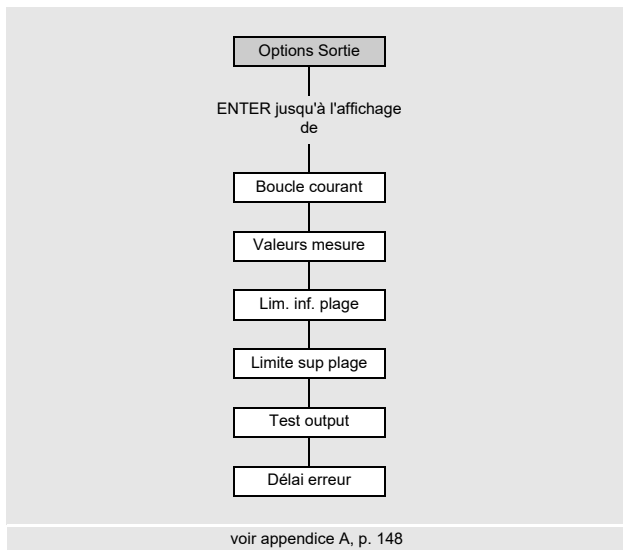 Options Sortie
ENTER jusqu'à l'affichage
de
Boucle courant
Valeurs mesure
Lim. inf. plage
Limite sup plage
Test output
Délai erreur
voir appendice A, p. 148